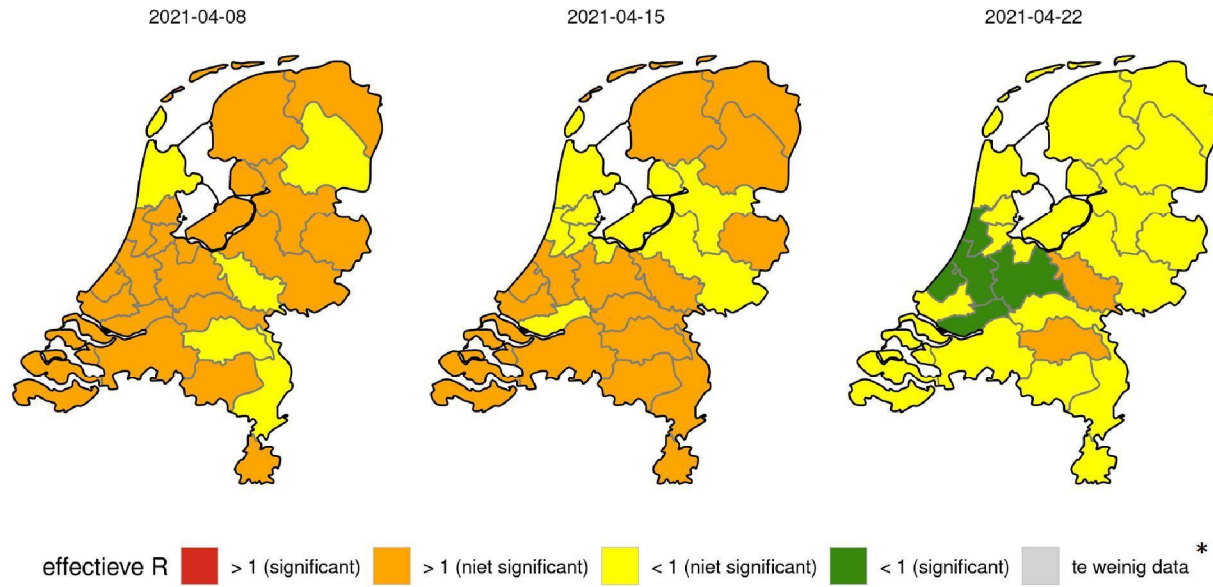 2021-04-08 2021-04-15 2021-04-22
effectieve R > 1 (significant) > 1 (niet significant) < 1 (niet significant) < 1 (significant) te weinig data *